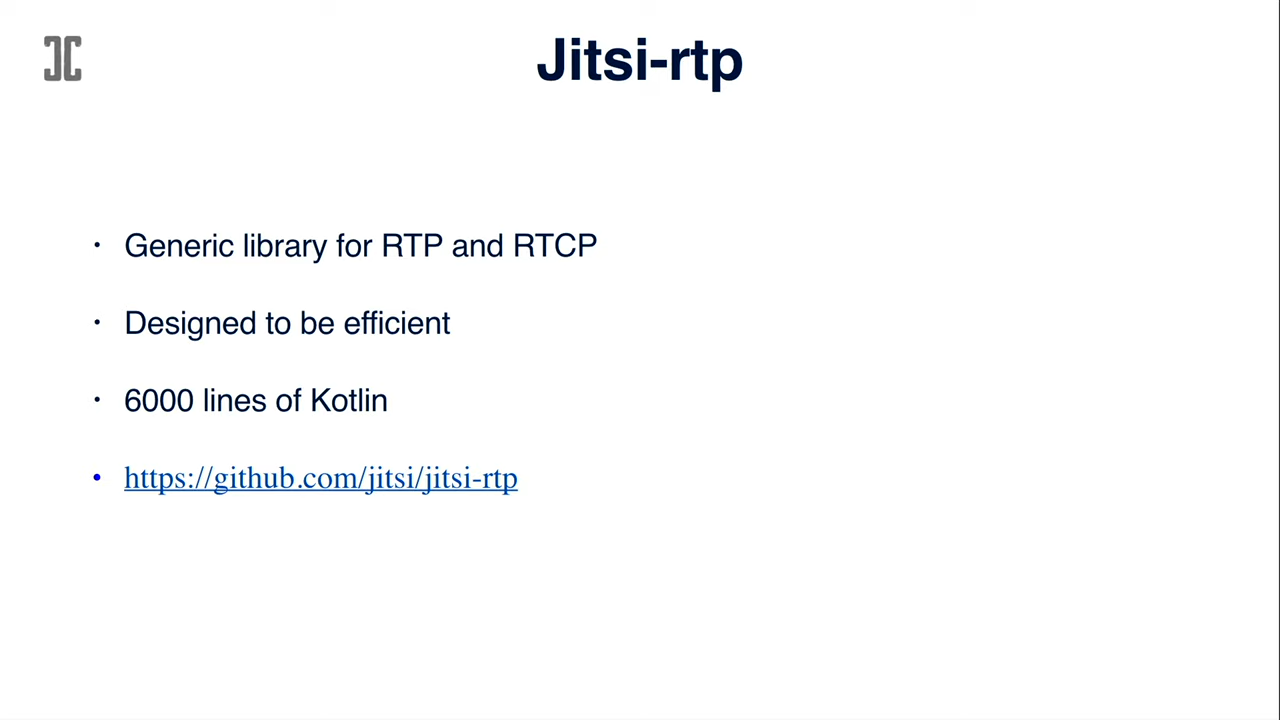 Jitsi-rtp
• Generic library for RTP and RTCP
• Designed to be efficient
• 6000 lines of Kotlin
• https://github.com/jitsi/jitsi-rtp